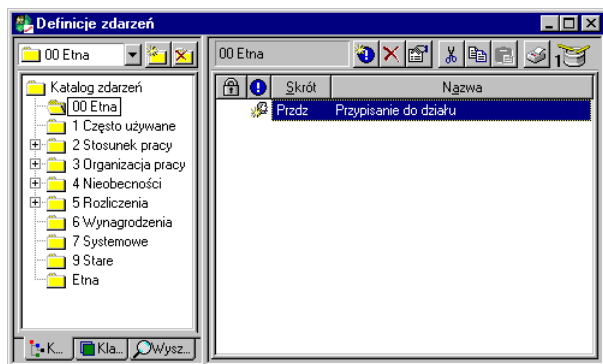 Definicje zdarzeń
00 Etna
00 Etna
1
Katalog zdarzeń
00 Etna
1 Często używane
2 Stosunek pracy
3 Organizacja pracy
4 Nieobecności
5 Rozliczenia
6 Wynagrodzenia
7 Systemowe
9 Stare
Etna
Skrót Nazwa
Przdz Przypisanie do działu
K... Kla... Wysz...